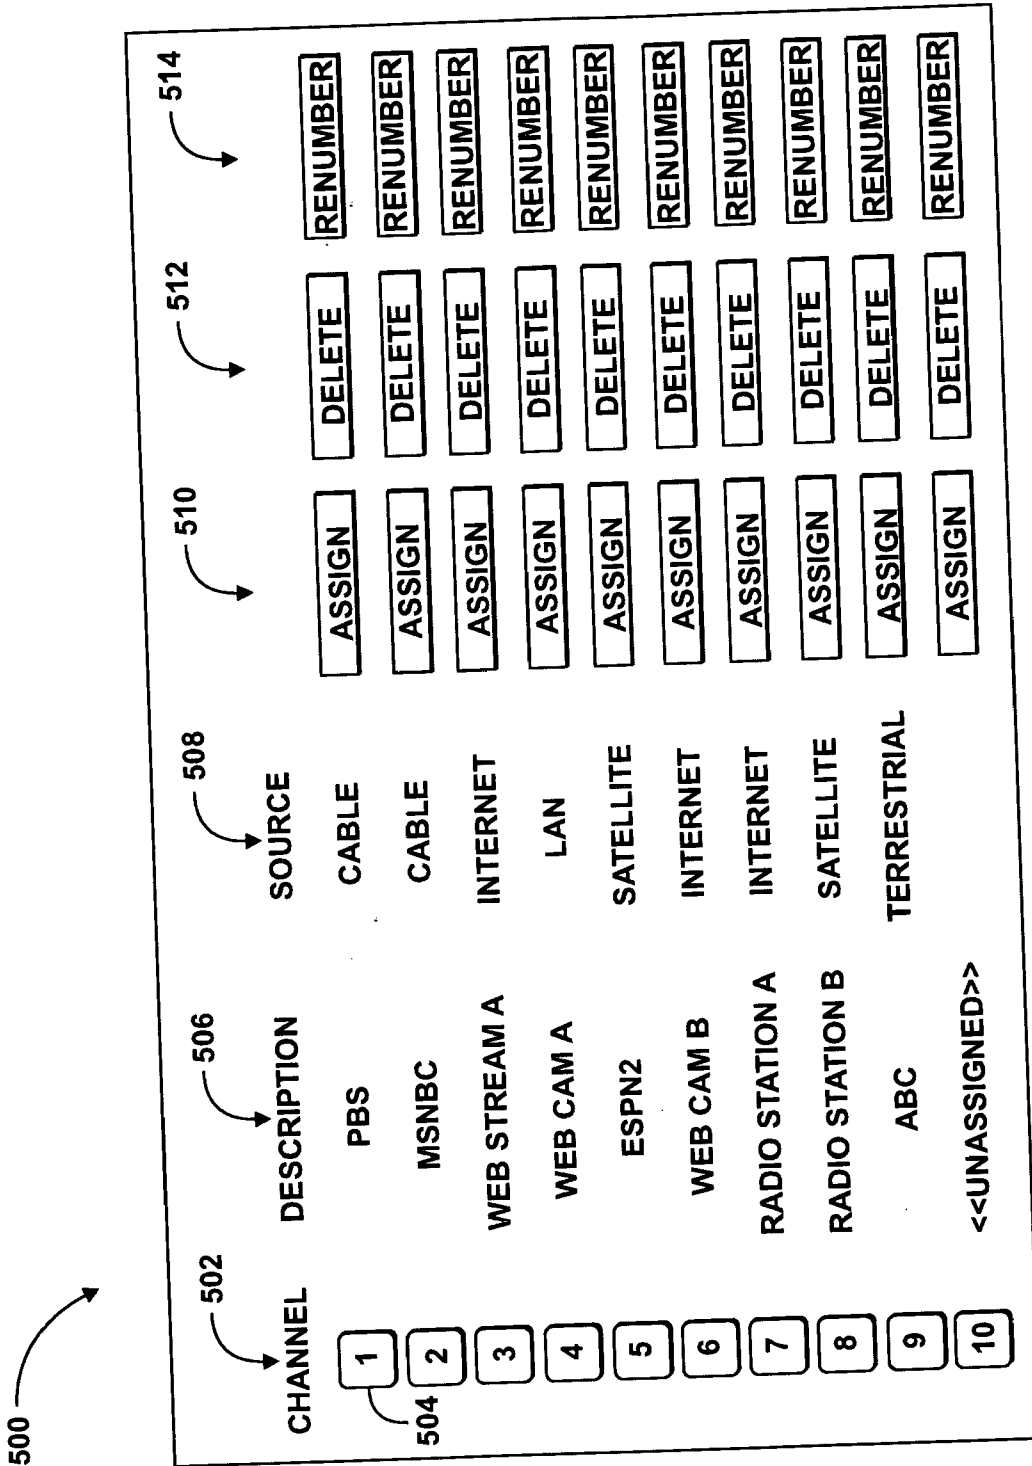 500
502 506 508 510 512 514
CHANNEL DESCRIPTION SOURCE
1 PBS CABLE ASSIGN DELETE RENUMBER
504
2 MSNBC CABLE ASSIGN DELETE RENUMBER
3 WEB STREAM A INTERNET ASSIGN DELETE RENUMBER
4 WEB CAM A LAN ASSIGN DELETE RENUMBER
5 ESPN2 SATELLITE ASSIGN DELETE RENUMBER
6 WEB CAM B INTERNET ASSIGN DELETE RENUMBER
7 RADIO STATION A INTERNET ASSIGN DELETE RENUMBER
8 RADIO STATION B SATELLITE ASSIGN DELETE RENUMBER
9 ABC TERRESTRIAL ASSIGN DELETE RENUMBER
10 <<UNASSIGNED>> ASSIGN DELETE RENUMBER